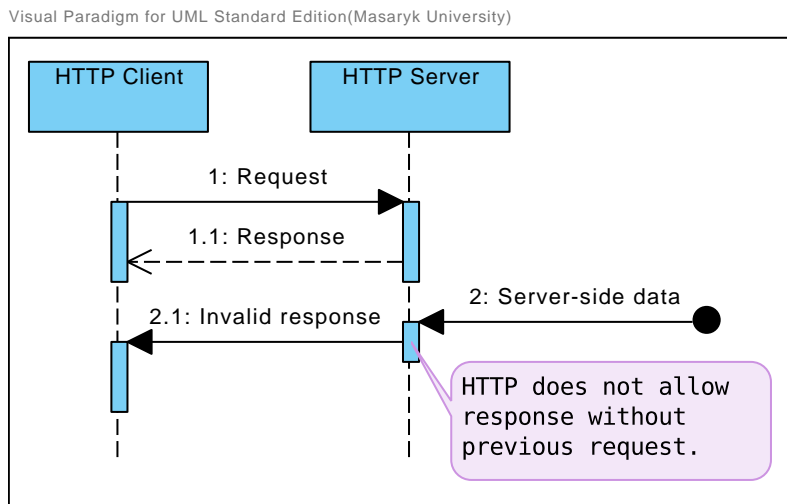 Visual Paradigm for UML Standard Edition(Masaryk University)
HTTP Client
HTTP Server
1: Request
1.1: Response
2: Server-side data
2.1: Invalid response
HTTP does not allow
response without
previous request.